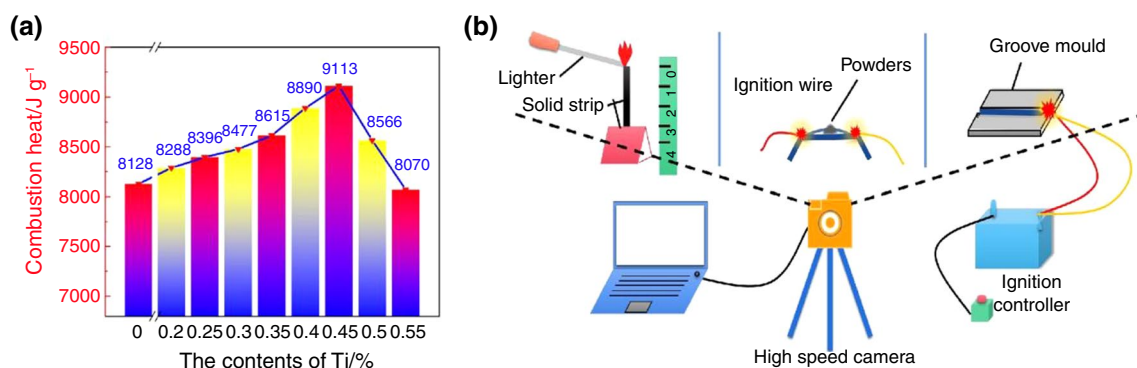 (a)
9500
9000
8500
8000
7500
7000
Combustion heat/J g⁻¹
8128
8288
8396
8477
8615
8890
9113
8566
8070
0
0.2
0.25
0.3
0.35
0.4
0.45
0.5
0.55
The contents of Ti/%
(b)
Lighter
Solid strip
0
1
2
3
4
Ignition wire
Powders
Groove mould
Ignition
controller
High speed camera